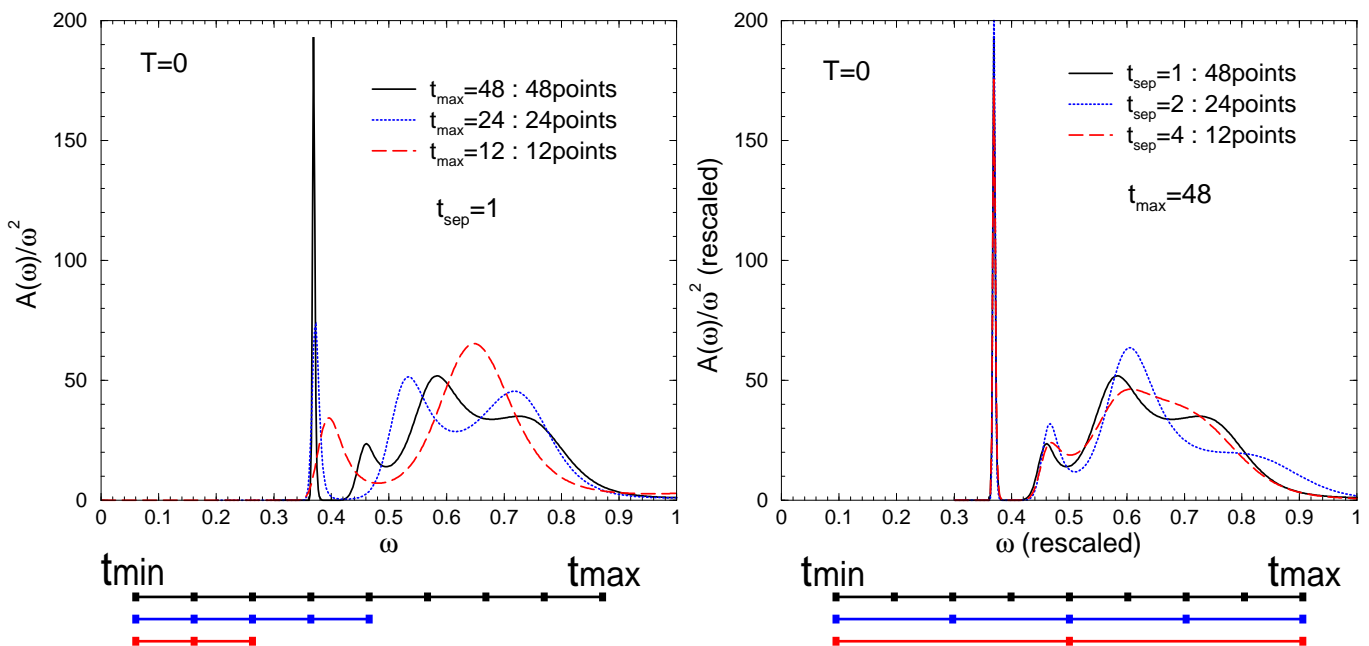 200
150
100
50
0
A(ω)/ω²
T=0
t_max=48 : 48points
t_max=24 : 24points
t_max=12 : 12points
t_sep=1
0 0.1 0.2 0.3 0.4 0.5 0.6 0.7 0.8 0.9 1
ω
tmin tmax
200
150
100
50
0
A(ω)/ω² (rescaled)
T=0
t_sep=1 : 48points
t_sep=2 : 24points
t_sep=4 : 12points
t_max=48
0 0.1 0.2 0.3 0.4 0.5 0.6 0.7 0.8 0.9 1
ω (rescaled)
tmin tmax